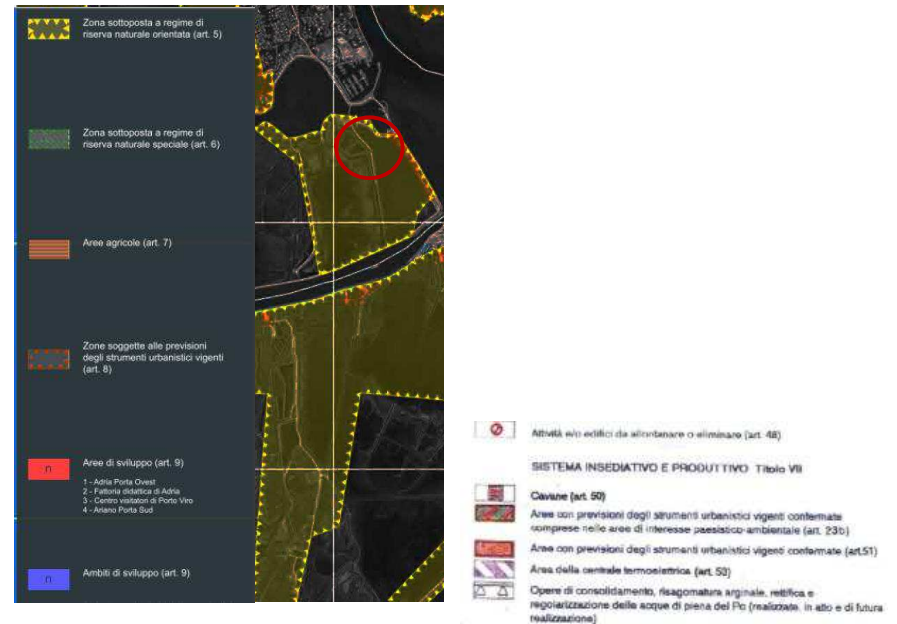 Zona sottoposta a regime di
riserva naturale orientata (art. 5)
Zona sottoposta a regime di
riserva naturale speciale (art. 6)
Aree agricole (art. 7)
Zone soggette alle previsioni
degli strumenti urbanistici vigenti
(art. 8)
n
Aree di sviluppo (art. 9)
1 - Adria Porta Ovest
2 - Fattoria didattica di Adria
3 - Centro visitatori di Porto Viro
4 - Ariano Porta Sud
n
Ambiti di sviluppo (art. 9)
Attività e/o edifici da allontanare o eliminare (art. 48)
SISTEMA INSEDIATIVO E PRODUTTIVO Titolo VII
Cavane (art. 50)
Aree con previsioni degli strumenti urbanistici vigenti confermate
comprese nelle aree di interesse paesistico-ambientale (art. 23b)
Aree con previsioni degli strumenti urbanistici vigenti confermate (art.51)
Area della centrale termoelettrica (art. 53)
Opere di consolidamento, risagomatura arginale, rettifica e
regolarizzazione delle acque di piena del Po (realizzate, in atto e di futura
realizzazione)